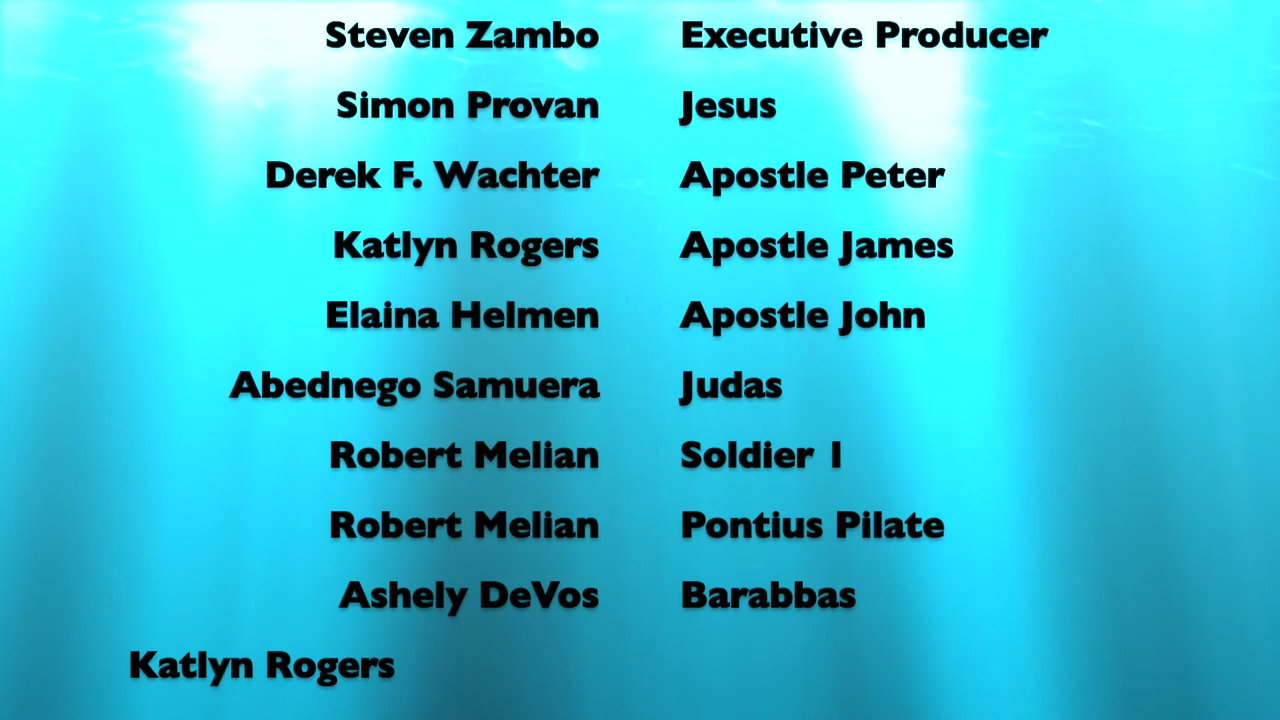 Steven Zambo Executive Producer
Simon Provan Jesus
Derek F. Wachter Apostle Peter
Katlyn Rogers Apostle James
Elaina Helmen Apostle John
Abednego Samuera Judas
Robert Melian Soldier 1
Robert Melian Pontius Pilate
Ashely DeVos Barabbas
Katlyn Rogers